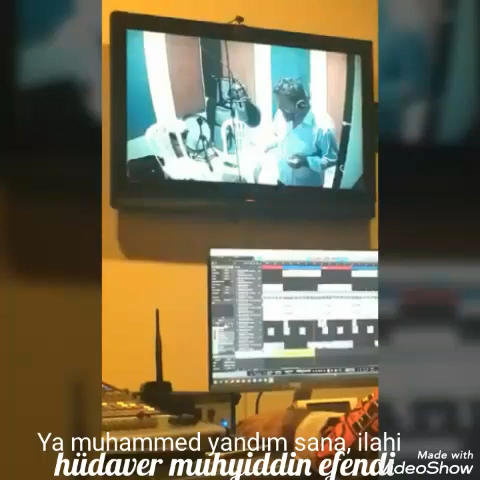 Ya muhammed yandım sana, ilahi
hüdaver muhyiddin efendi
Made with
VideoShow